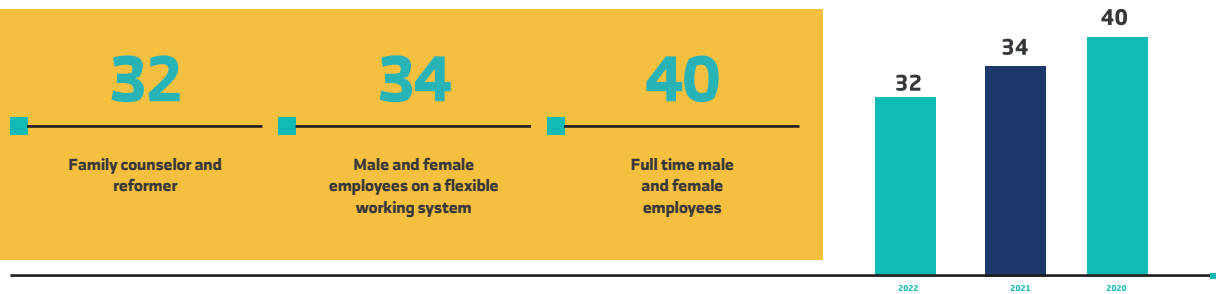 32
Family counselor and
reformer
34
Male and female
employees on a flexible
working system
40
Full time male
and female
employees
32
34
40
2022
2021
2020